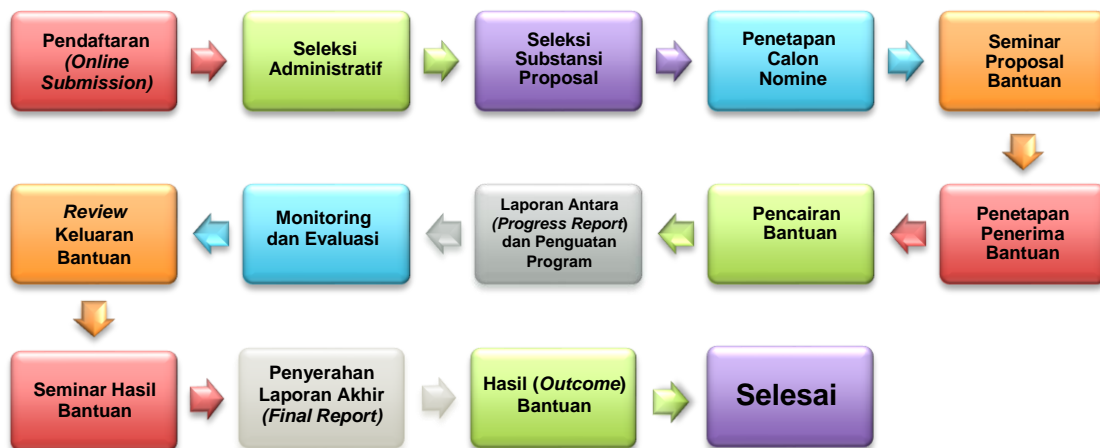 Pendaftaran
(Online
Submission)
Seleksi
Administratif
Seleksi
Substansi
Proposal
Penetapan
Calon
Nomine
Seminar
Proposal
Bantuan
Penetapan
Penerima
Bantuan
Pencairan
Bantuan
Laporan Antara
(Progress Report)
dan Penguatan
Program
Monitoring
dan Evaluasi
Review
Keluaran
Bantuan
Seminar Hasil
Bantuan
Penyerahan
Laporan Akhir
(Final Report)
Hasil (Outcome)
Bantuan
Selesai